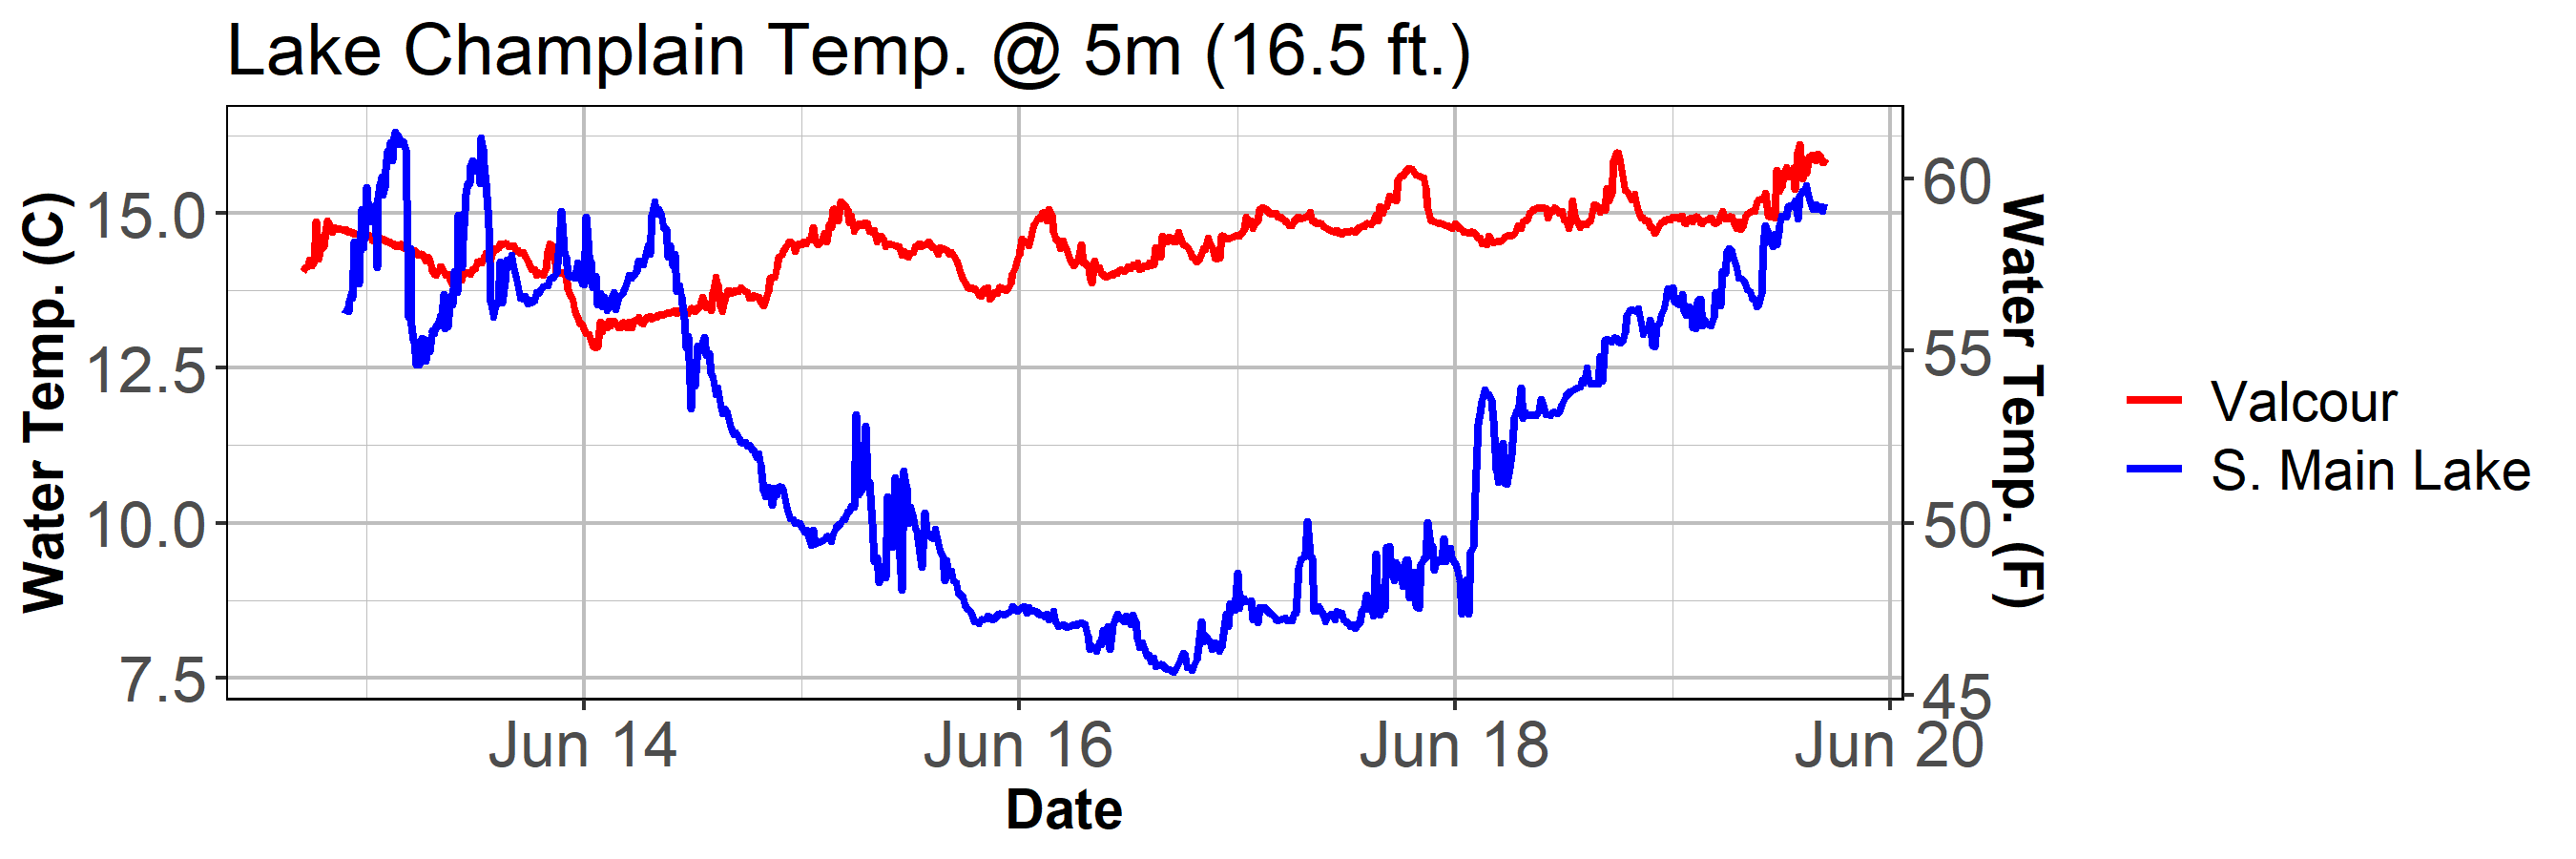 Lake Champlain Temp. @ 5m (16.5 ft.)
Water Temp. (C)
15.0
12.5
10.0
7.5
60
55
50
45
Water Temp. (F)
Jun 14
Jun 16
Jun 18
Jun 20
Date
Valcour
S. Main Lake